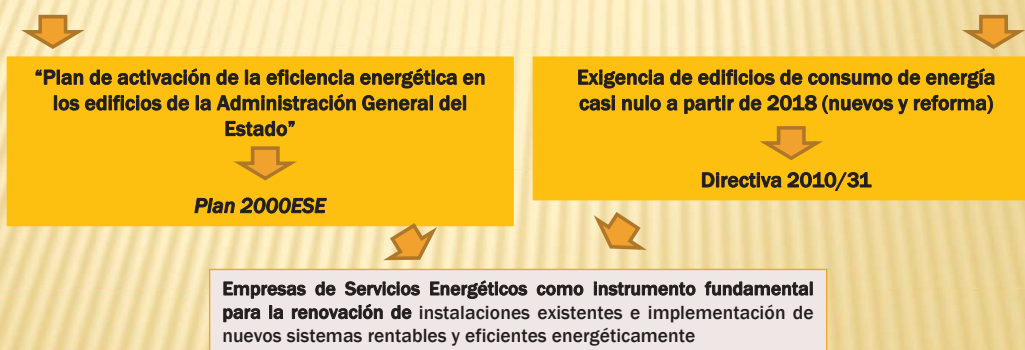 “Plan de activación de la eficiencia energética en
los edificios de la Administración General del
Estado”
Plan 2000ESE
Exigencia de edificios de consumo de energía
casi nulo a partir de 2018 (nuevos y reforma)
Directiva 2010/31
Empresas de Servicios Energéticos como instrumento fundamental
para la renovación de instalaciones existentes e implementación de
nuevos sistemas rentables y eficientes energéticamente